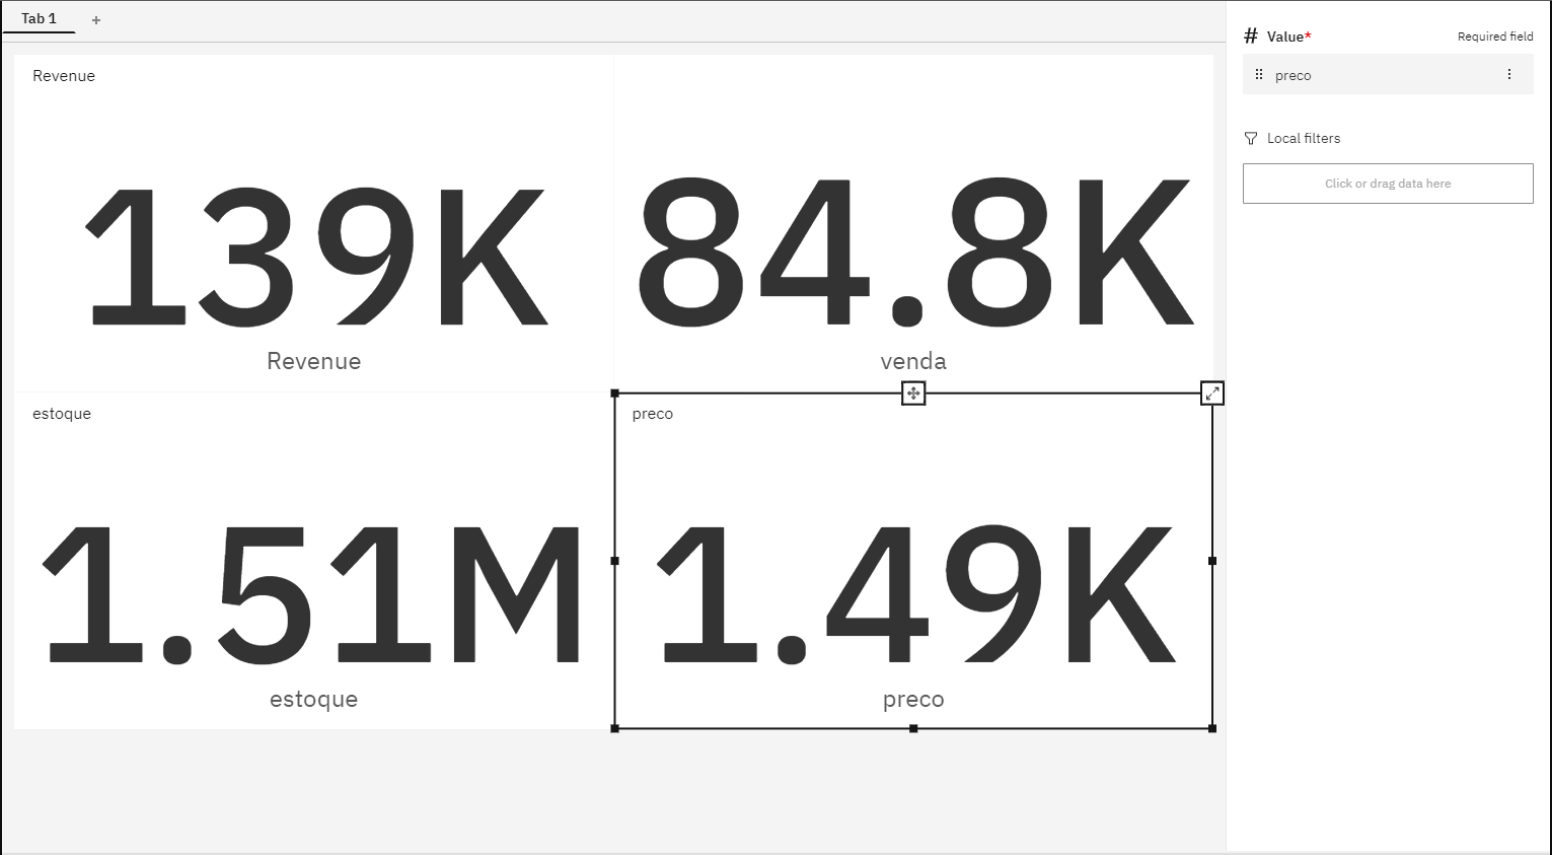 Tab 1 +
Revenue
139K
Revenue
84.8K
venda
estoque
1.51M
estoque
preco
1.49K
preco
# Value* Required field
preco
Local filters
Click or drag data here